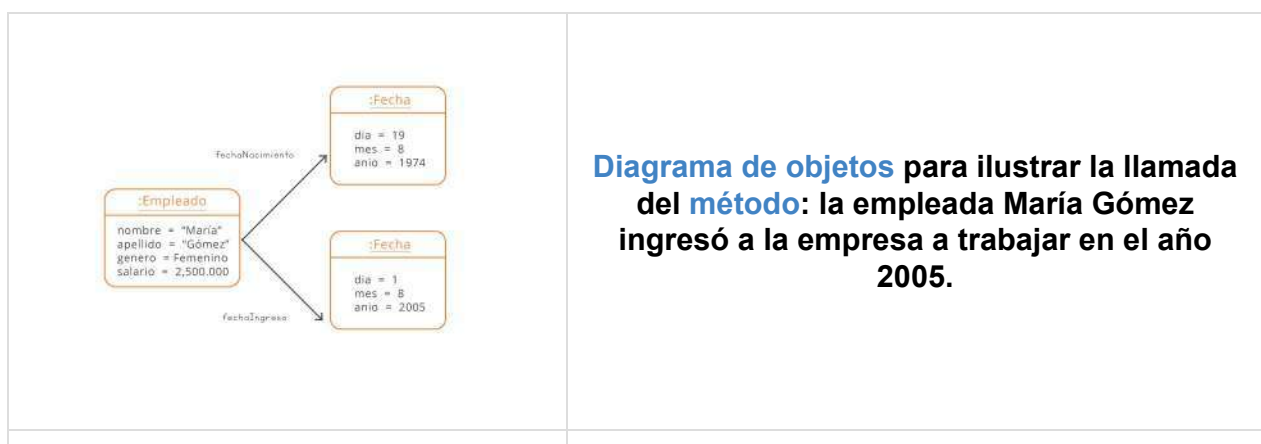 :Fecha
dia = 19
mes = 8
anio = 1974
fechaNacimiento
:Empleado
nombre = "María"
apellido = "Gómez"
genero = Femenino
salario = 2,500.000
:Fecha
dia = 1
mes = 8
anio = 2005
fechaIngreso
Diagrama de objetos para ilustrar la llamada
del método: la empleada María Gómez
ingresó a la empresa a trabajar en el año
2005.